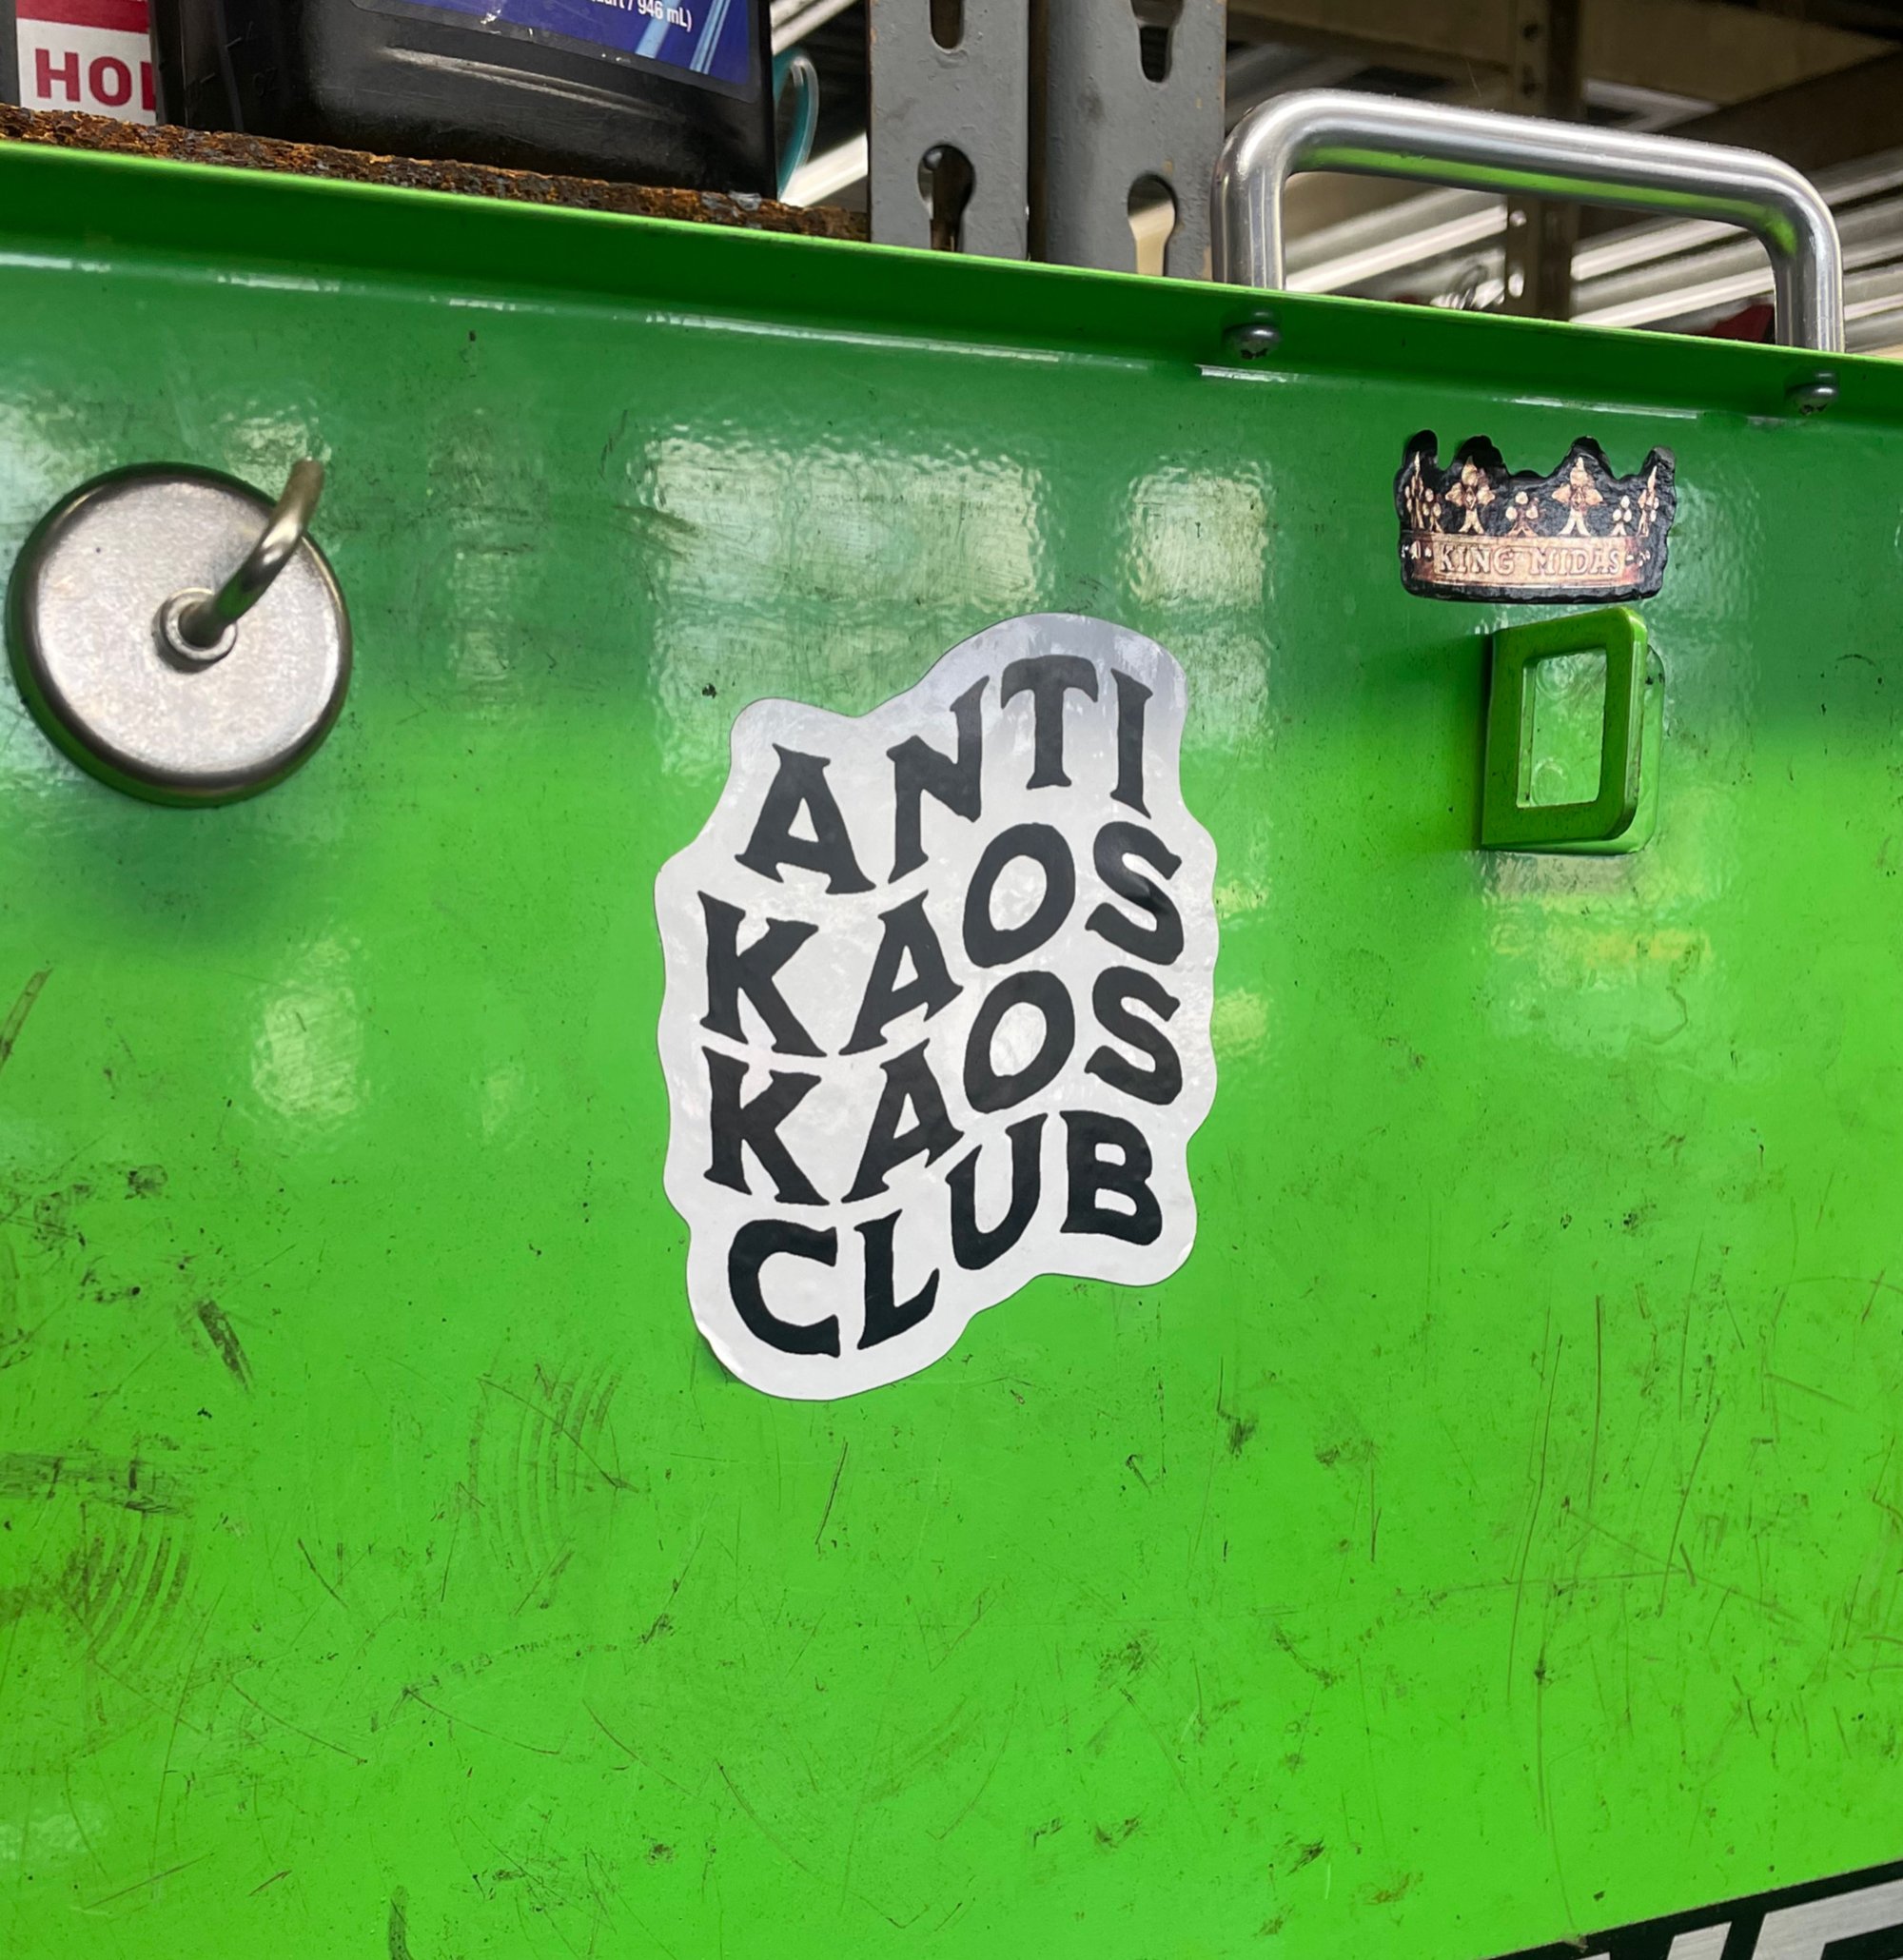 946 mL)
HO
KING MIDAS
ANTI
KAOS
KAOS
CLUB